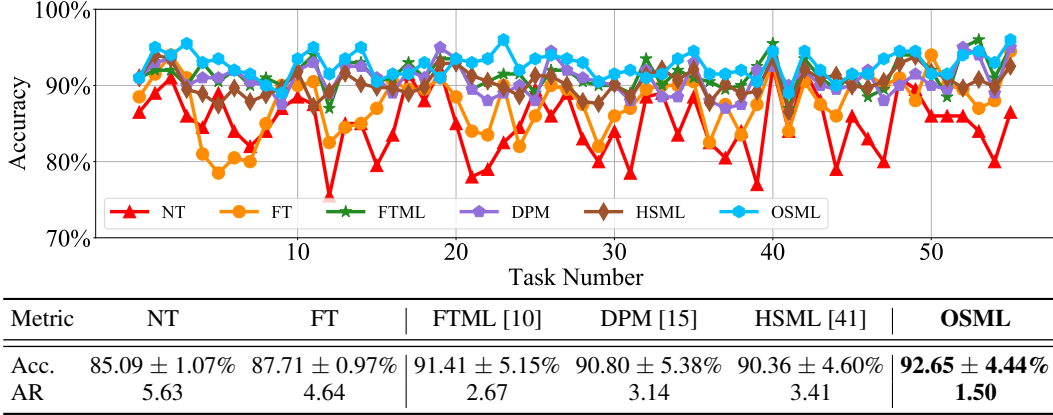 100%
90%
80%
70%
Accuracy
NT FT FTML DPM HSML OSML
10 20 30 40 50
Task Number
Metric NT FT FTML [10] DPM [15] HSML [41] OSML
Acc. 85.09 ± 1.07% 87.71 ± 0.97% 91.41 ± 5.15% 90.80 ± 5.38% 90.36 ± 4.60% 92.65 ± 4.44%
AR 5.63 4.64 2.67 3.14 3.41 1.50